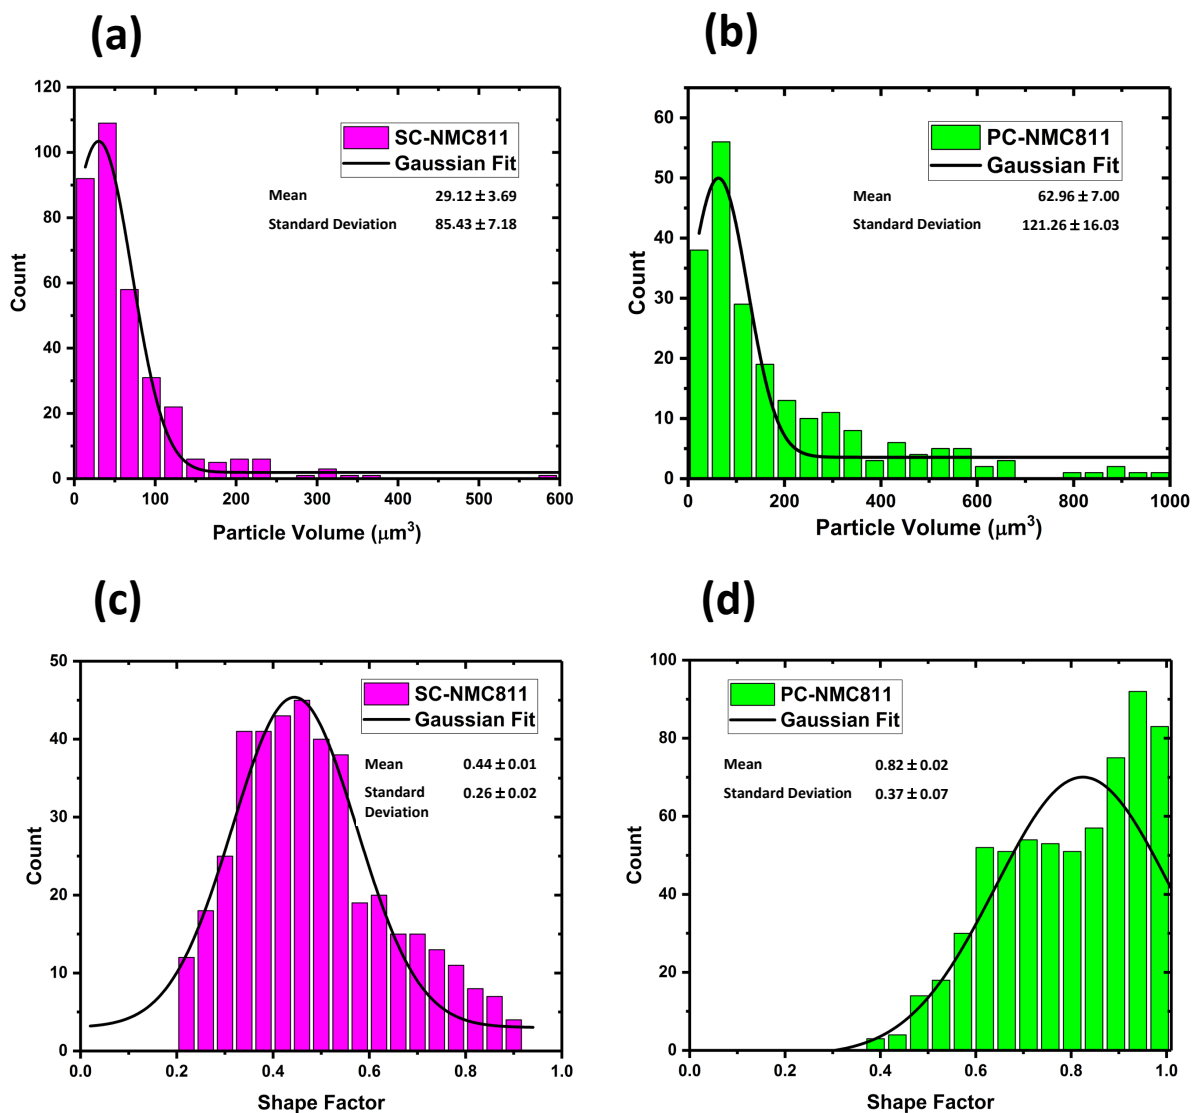 (a)
120
100
80
60
40
20
0
Count
SC-NMC811
Gaussian Fit
Mean 29.12 ± 3.69
Standard Deviation 85.43 ± 7.18
0 100 200 300 400 500 600
Particle Volume (μm³)
(b)
60
50
40
30
20
10
0
Count
PC-NMC811
Gaussian Fit
Mean 62.96 ± 7.00
Standard Deviation 121.26 ± 16.03
0 200 400 600 800 1000
Particle Volume (μm³)
(c)
50
40
30
20
10
0
Count
SC-NMC811
Gaussian Fit
Mean 0.44 ± 0.01
Standard 0.26 ± 0.02
Deviation
0.0 0.2 0.4 0.6 0.8 1.0
Shape Factor
(d)
100
80
60
40
20
0
Count
PC-NMC811
Gaussian Fit
Mean 0.82 ± 0.02
Standard Deviation 0.37 ± 0.07
0.0 0.2 0.4 0.6 0.8 1.0
Shape Factor